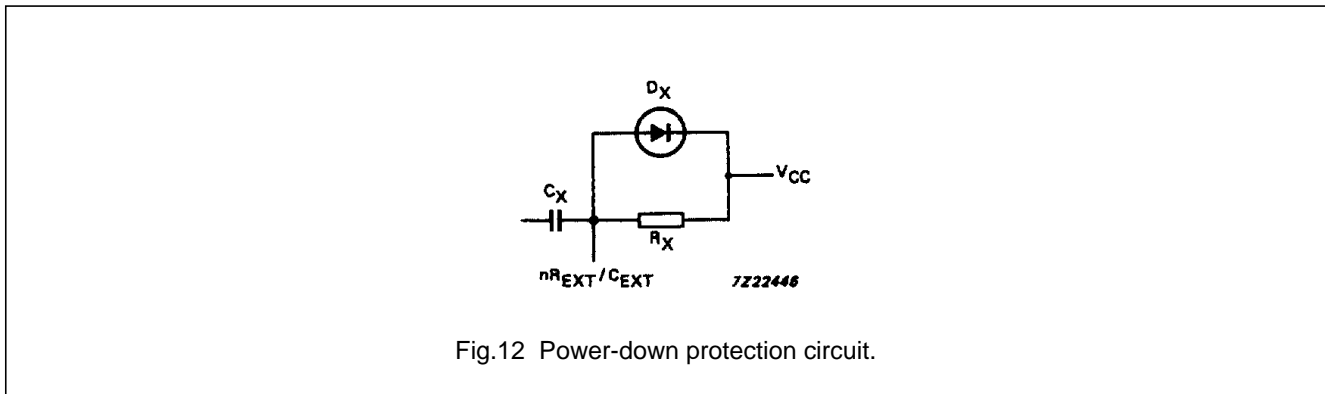 DX
VCC
CX
RX
nREXT/CEXT
7Z22446
Fig.12 Power-down protection circuit.